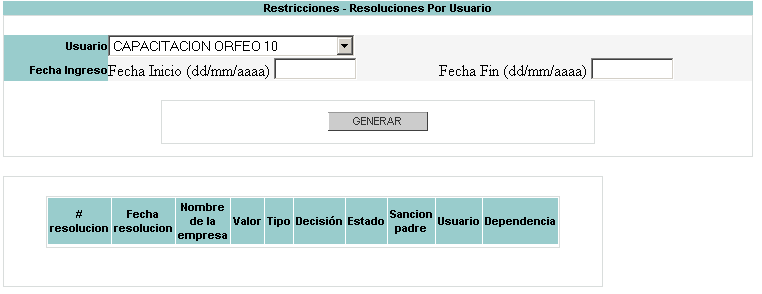 Restricciones - Resoluciones Por Usuario
Usuario CAPACITACION ORFEO 10
Fecha Ingreso Fecha Inicio (dd/mm/aaaa) Fecha Fin (dd/mm/aaaa)
GENERAR
# resolucion Fecha resolucion Nombre de la empresa Valor Tipo Decisión Estado Sancion padre Usuario Dependencia